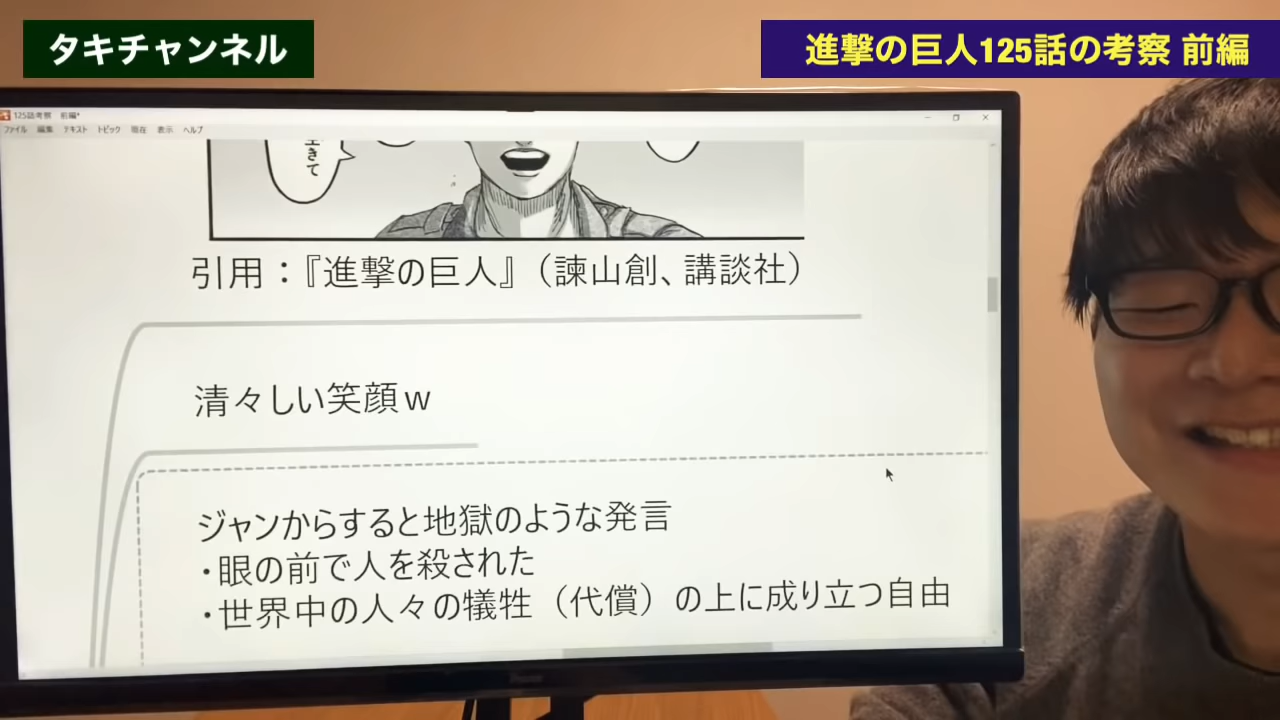 タキチャンネル
進撃の巨人125話の考察 前編
125話考察 前編*
ファイル 編集 テキスト トピック 現在 表示 ヘルプ
生きて
引用：『進撃の巨人』（諫山創、講談社）
清々しい笑顔ｗ
ジャンからすると地獄のような発言
・眼の前で人を殺された
・世界中の人々の犠牲（代償）の上に成り立つ自由